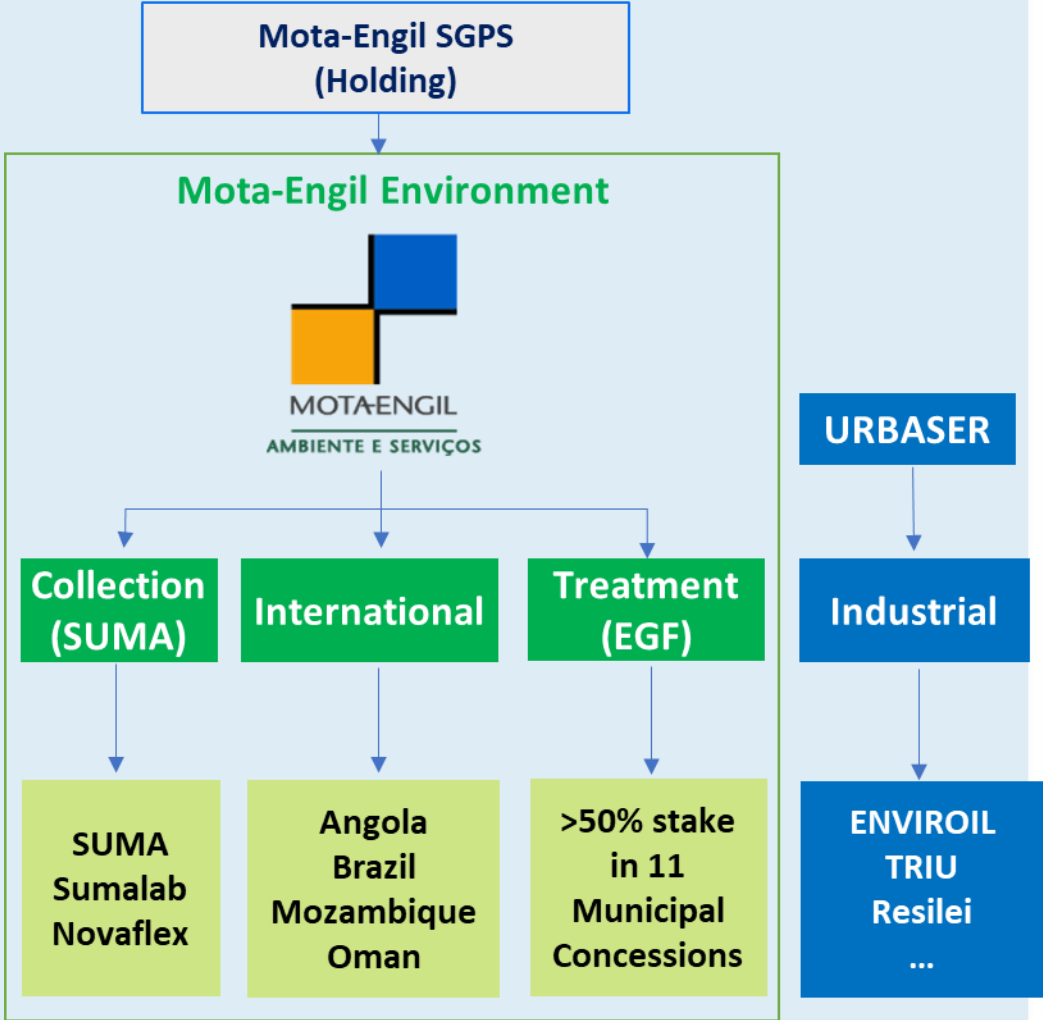 Mota-Engil SGPS
(Holding)
Mota-Engil Environment
MOTA-ENGIL
AMBIENTE E SERVIÇOS
URBASER
Collection
(SUMA)
International
Treatment
(EGF)
Industrial
SUMA
Sumalab
Novaflex
Angola
Brazil
Mozambique
Oman
>50% stake
in 11
Municipal
Concessions
ENVIROIL
TRIU
Resilei
...